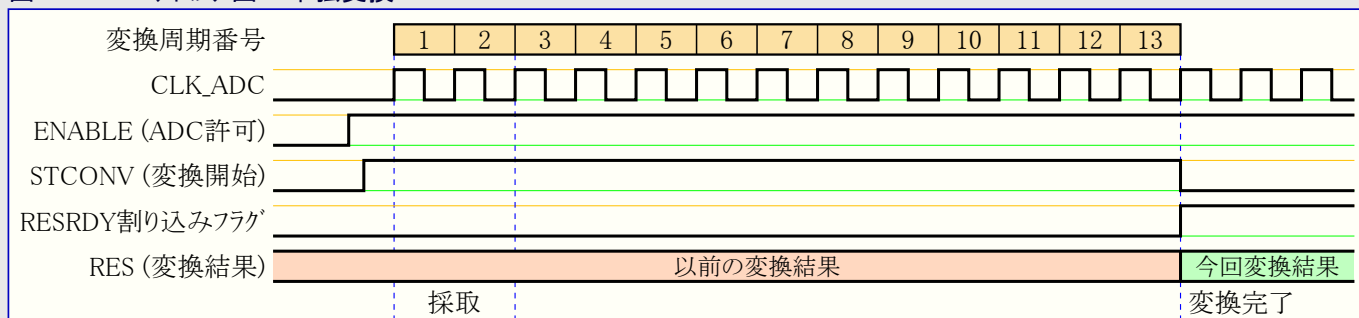 変換周期番号 1 2 3 4 5 6 7 8 9 10 11 12 13
CLK_ADC
ENABLE (ADC許可)
STCONV (変換開始)
RESRDY割り込みフラグ
RES (変換結果) 以前の変換結果 今回変換結果
採取 変換完了